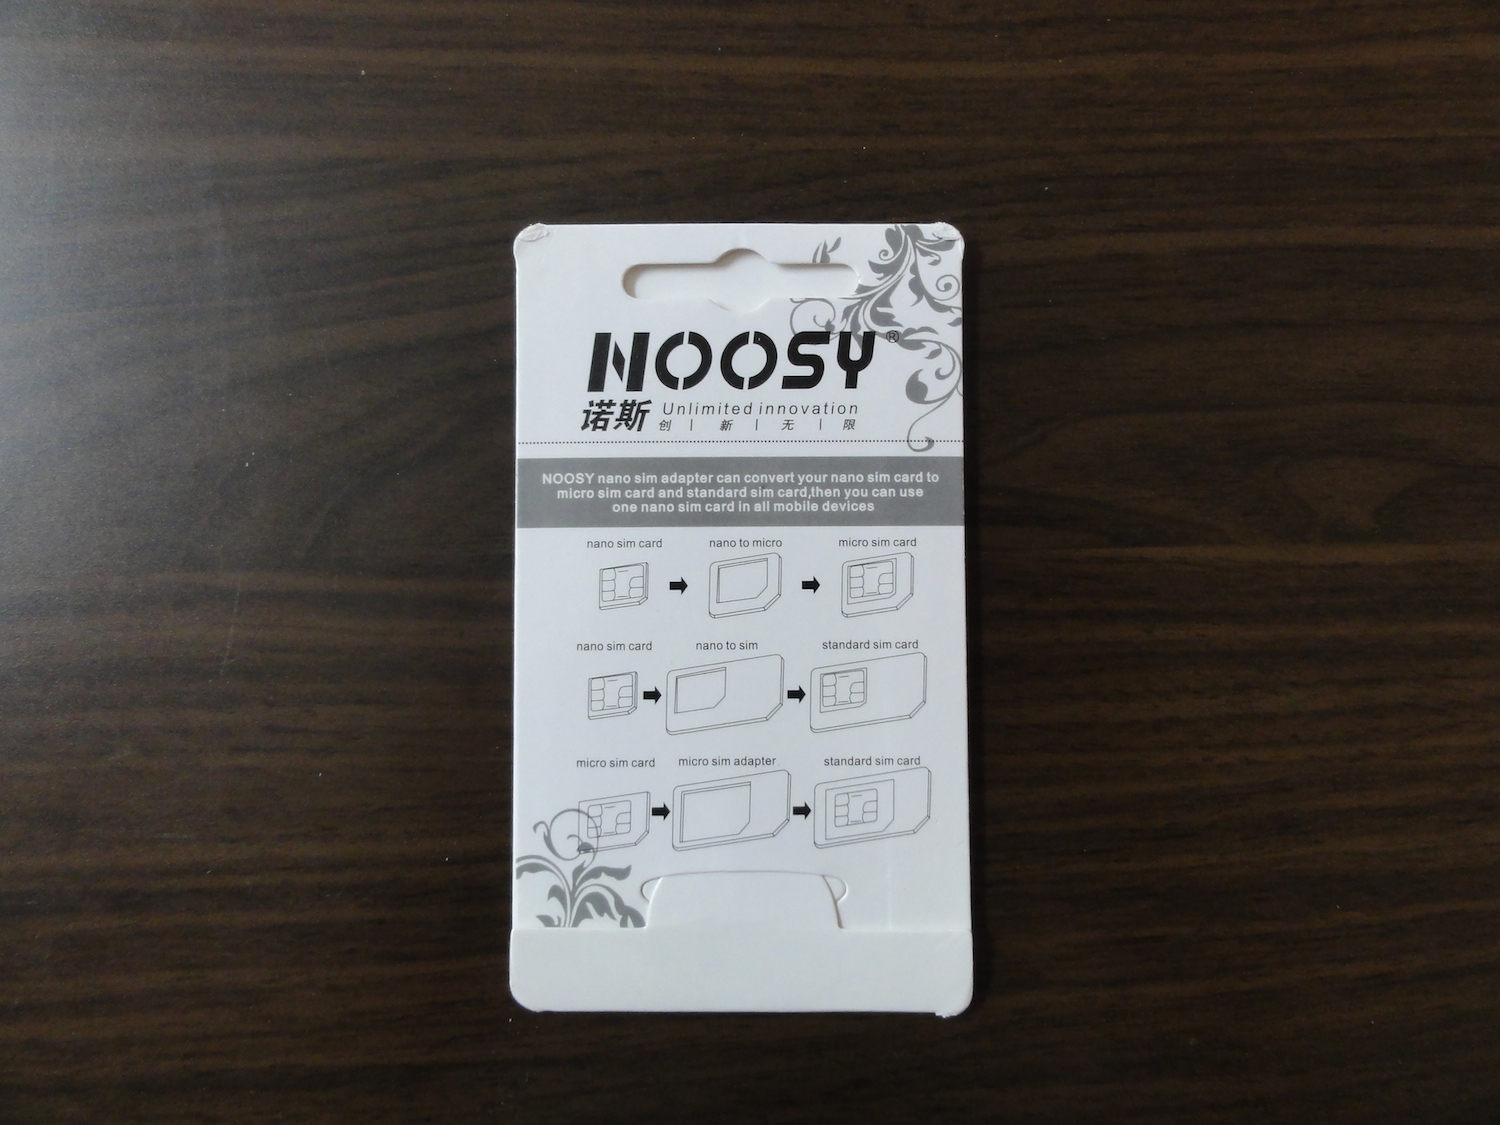 NOOSY®
诺斯 Unlimited innovation
创 | 新 | 无 | 限
NOOSY nano sim adapter can convert your nano sim card to
micro sim card and standard sim card,then you can use
one nano sim card in all mobile devices
nano sim card nano to micro micro sim card
nano sim card nano to sim standard sim card
micro sim card micro sim adapter standard sim card